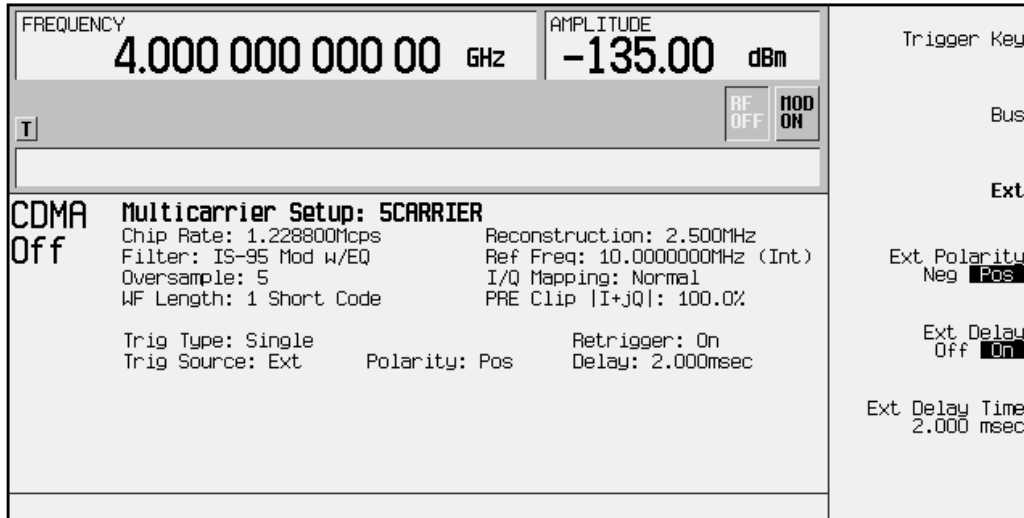 FREQUENCY
4.000 000 000 00 GHz
AMPLITUDE
-135.00 dBm
RF OFF
MOD ON
T
CDMA Off
Multicarrier Setup: 5CARRIER
Chip Rate: 1.228800Mcps Reconstruction: 2.500MHz
Filter: IS-95 Mod w/EQ Ref Freq: 10.0000000MHz (Int)
Oversample: 5 I/Q Mapping: Normal
WF Length: 1 Short Code PRE Clip |I+jQ|: 100.0%
Trig Type: Single Retrigger: On
Trig Source: Ext Polarity: Pos Delay: 2.000msec
Trigger Key
Bus
Ext
Ext Polarity
Neg Pos
Ext Delay
Off On
Ext Delay Time
2.000 msec